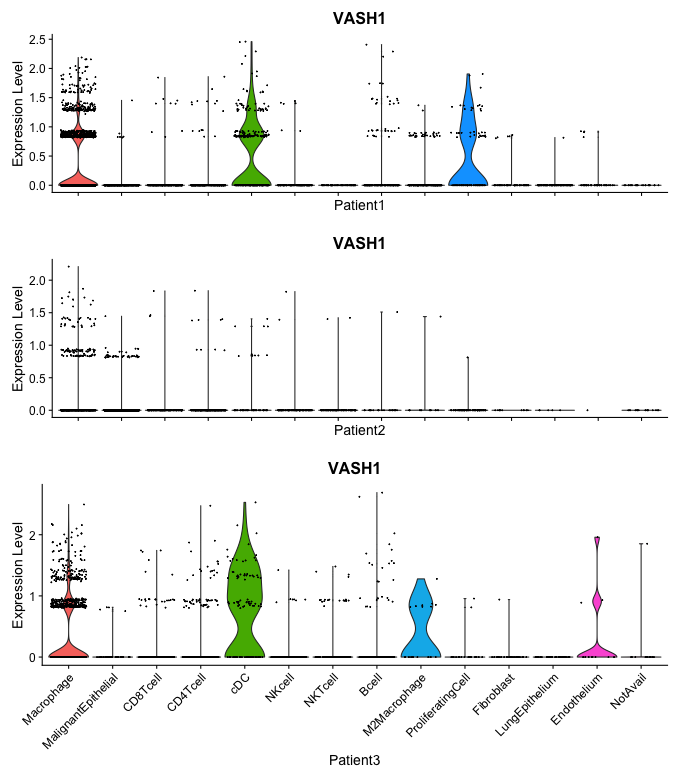 VASH1
Expression Level
2.5
2.0
1.5
1.0
0.5
0.0
Patient1
VASH1
Expression Level
2.0
1.5
1.0
0.5
0.0
Patient2
VASH1
Expression Level
2
1
0
Macrophage
MalignantEpithelial
CD8Tcell
CD4Tcell
cDC
NKcell
NKTcell
Bcell
M2Macrophage
ProliferatingCell
Fibroblast
LungEpithelium
Endothelium
NotAvail
Patient3